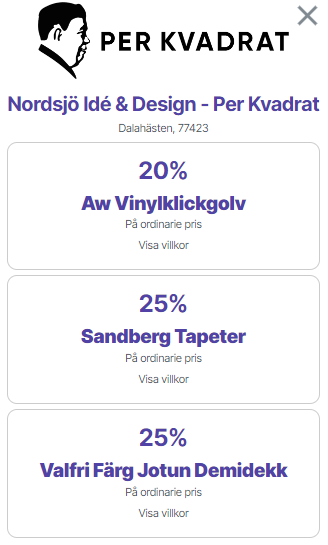 PER KVADRAT
Nordsjö Idé & Design - Per Kvadrat
Dalahästen, 77423
20%
Aw Vinylklickgolv
På ordinarie pris
Visa villkor
25%
Sandberg Tapeter
På ordinarie pris
Visa villkor
25%
Valfri Färg Jotun Demidekk
På ordinarie pris
Visa villkor